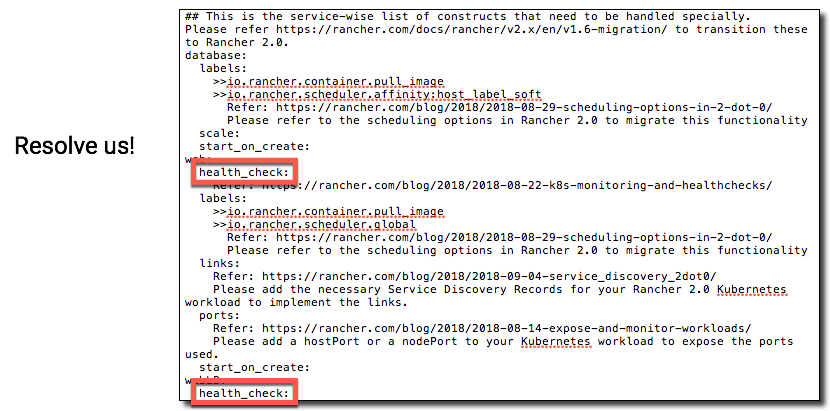 Resolve us!
## This is the service-wise list of constructs that need to be handled specially.
Please refer https://rancher.com/docs/rancher/v2.x/en/v1.6-migration/ to transition these
to Rancher 2.0.
database:
  labels:
    >>io.rancher.container.pull_image
    >>io.rancher.scheduler.affinity:host_label_soft
      Refer: https://rancher.com/blog/2018/2018-08-29-scheduling-options-in-2-dot-0/
      Please refer to the scheduling options in Rancher 2.0 to migrate this functionality
  scale:
  start_on_create:
  health_check:
    Refer: https://rancher.com/blog/2018/2018-08-22-k8s-monitoring-and-healthchecks/
  labels:
    >>io.rancher.container.pull_image
    >>io.rancher.scheduler.global
      Refer: https://rancher.com/blog/2018/2018-08-29-scheduling-options-in-2-dot-0/
      Please refer to the scheduling options in Rancher 2.0 to migrate this functionality
  links:
    Refer: https://rancher.com/blog/2018/2018-09-04-service_discovery_2dot0/
    Please add the necessary Service Discovery Records for your Rancher 2.0 Kubernetes
workload to implement the links.
  ports:
    Refer: https://rancher.com/blog/2018/2018-08-14-expose-and-monitor-workloads/
    Please add a hostPort or a nodePort to your Kubernetes workload to expose the ports
used.
  start_on_create:
  health_check: